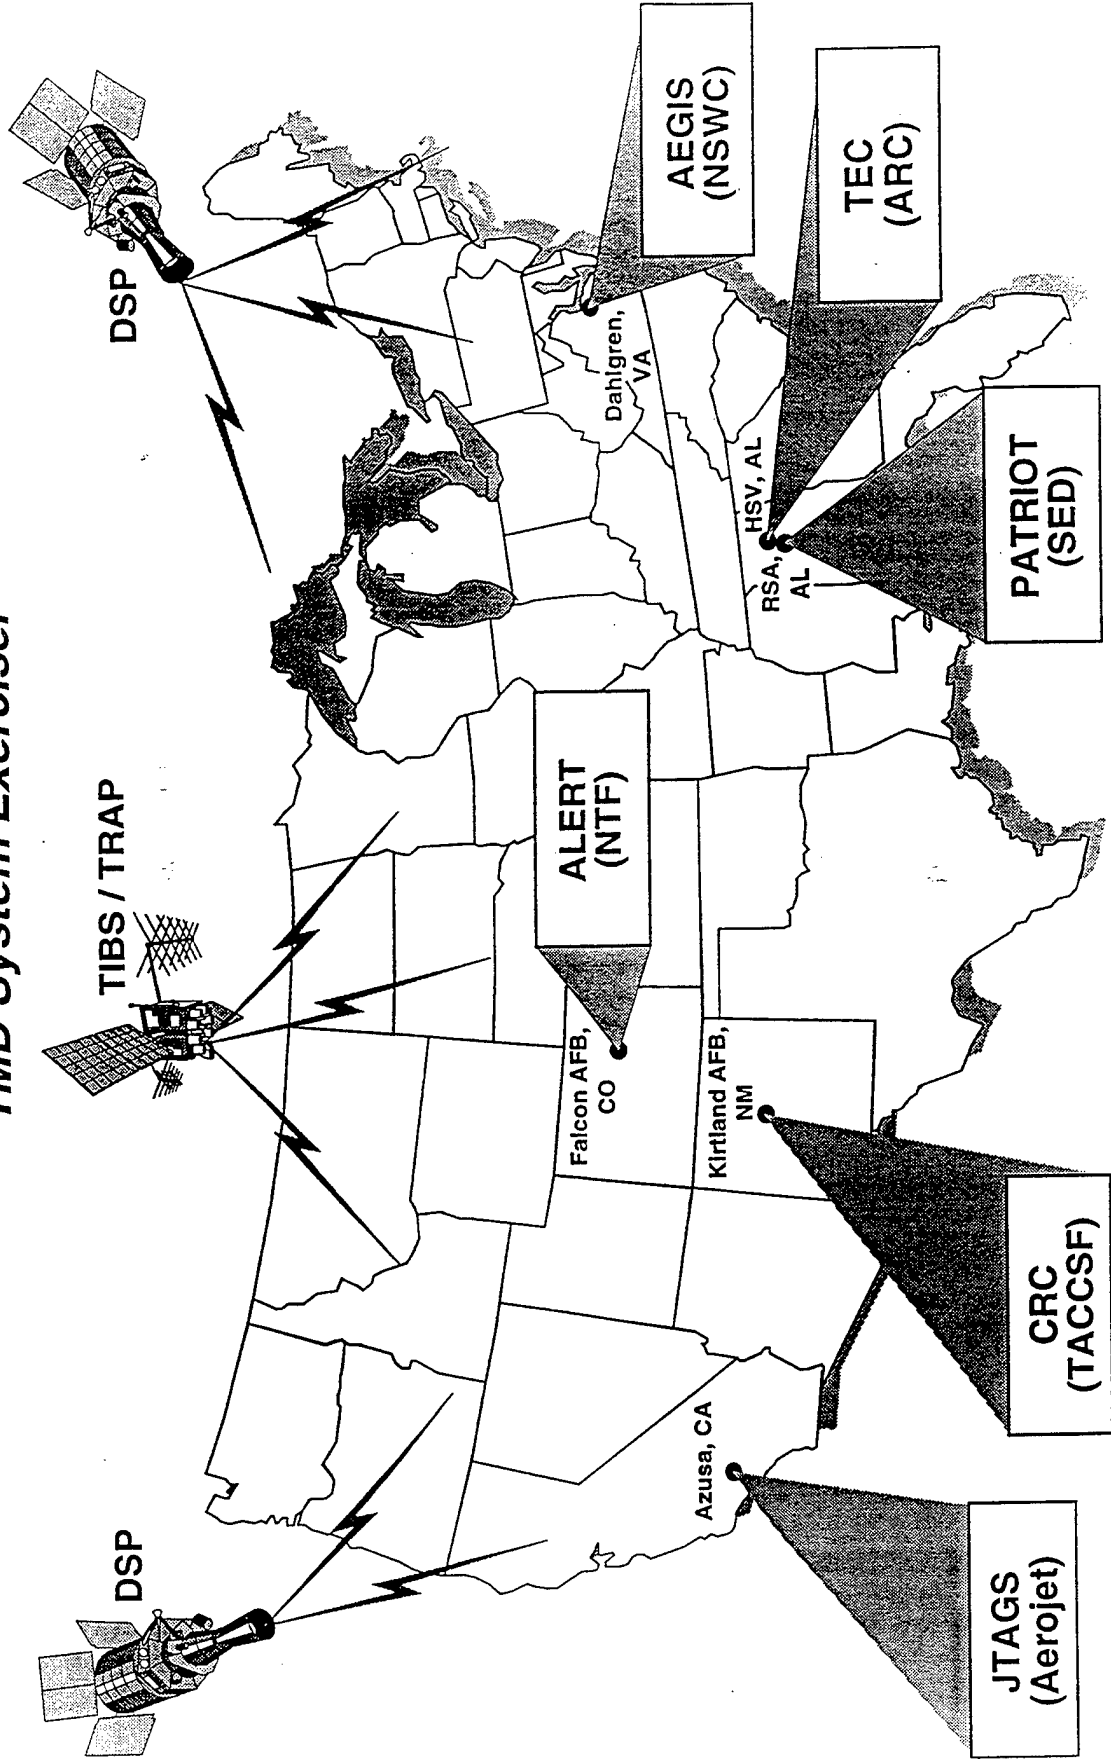 TMD System Exerciser
DSP
TIBS / TRAP
DSP
Falcon AFB,
CO
ALERT
(NTF)
Kirtland AFB,
NM
Azusa, CA
Dahlgren,
VA
HSV, AL
RSA,
AL
JTAGS
(Aerojet)
CRC
(TACCSF)
PATRIOT
(SED)
TEC
(ARC)
AEGIS
(NSWC)